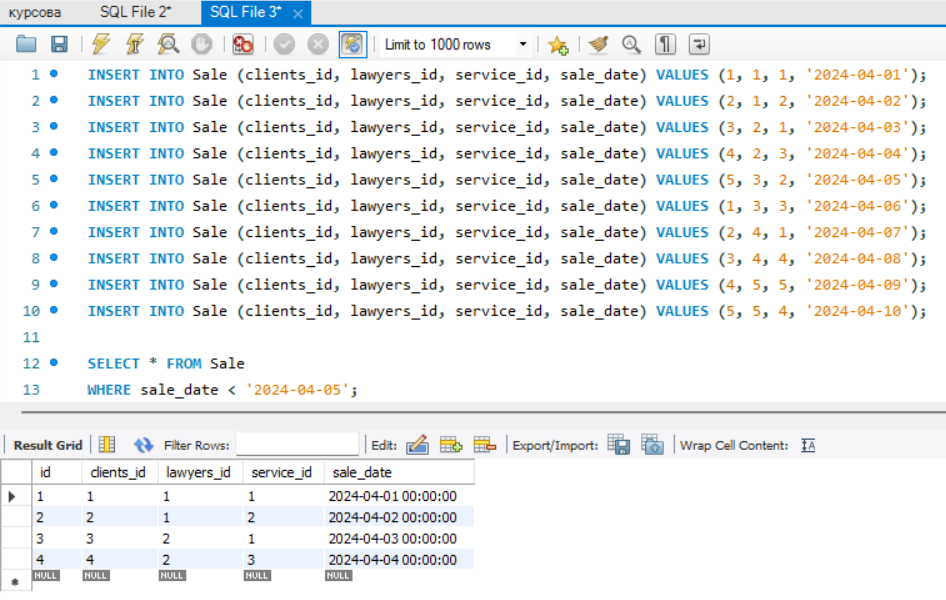 курсова SQL File 2* SQL File 3*
Limit to 1000 rows
1 INSERT INTO Sale (clients_id, lawyers_id, service_id, sale_date) VALUES (1, 1, 1, '2024-04-01');
2 INSERT INTO Sale (clients_id, lawyers_id, service_id, sale_date) VALUES (2, 1, 2, '2024-04-02');
3 INSERT INTO Sale (clients_id, lawyers_id, service_id, sale_date) VALUES (3, 2, 1, '2024-04-03');
4 INSERT INTO Sale (clients_id, lawyers_id, service_id, sale_date) VALUES (4, 2, 3, '2024-04-04');
5 INSERT INTO Sale (clients_id, lawyers_id, service_id, sale_date) VALUES (5, 3, 2, '2024-04-05');
6 INSERT INTO Sale (clients_id, lawyers_id, service_id, sale_date) VALUES (1, 3, 3, '2024-04-06');
7 INSERT INTO Sale (clients_id, lawyers_id, service_id, sale_date) VALUES (2, 4, 1, '2024-04-07');
8 INSERT INTO Sale (clients_id, lawyers_id, service_id, sale_date) VALUES (3, 4, 4, '2024-04-08');
9 INSERT INTO Sale (clients_id, lawyers_id, service_id, sale_date) VALUES (4, 5, 5, '2024-04-09');
10 INSERT INTO Sale (clients_id, lawyers_id, service_id, sale_date) VALUES (5, 5, 4, '2024-04-10');
11
12 SELECT * FROM Sale
13 WHERE sale_date < '2024-04-05';
Result Grid Filter Rows: Edit: Export/Import: Wrap Cell Content:
id clients_id lawyers_id service_id sale_date
1 1 1 1 2024-04-01 00:00:00
2 2 1 2 2024-04-02 00:00:00
3 3 2 1 2024-04-03 00:00:00
4 4 2 3 2024-04-04 00:00:00
NULL NULL NULL NULL NULL